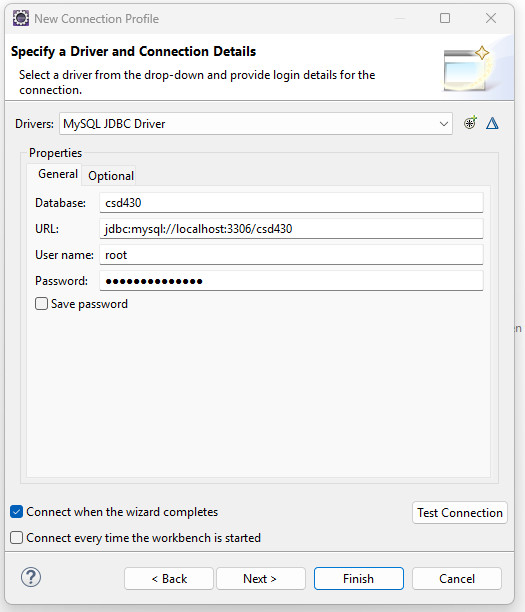 New Connection Profile
Specify a Driver and Connection Details
Select a driver from the drop-down and provide login details for the
connection.
Drivers: MySQL JDBC Driver
Properties
General Optional
Database: csd430
URL: jdbc:mysql://localhost:3306/csd430
User name: root
Password: ●●●●●●●●●●●●●●
Save password
Connect when the wizard completes
Test Connection
Connect every time the workbench is started
? < Back Next > Finish Cancel